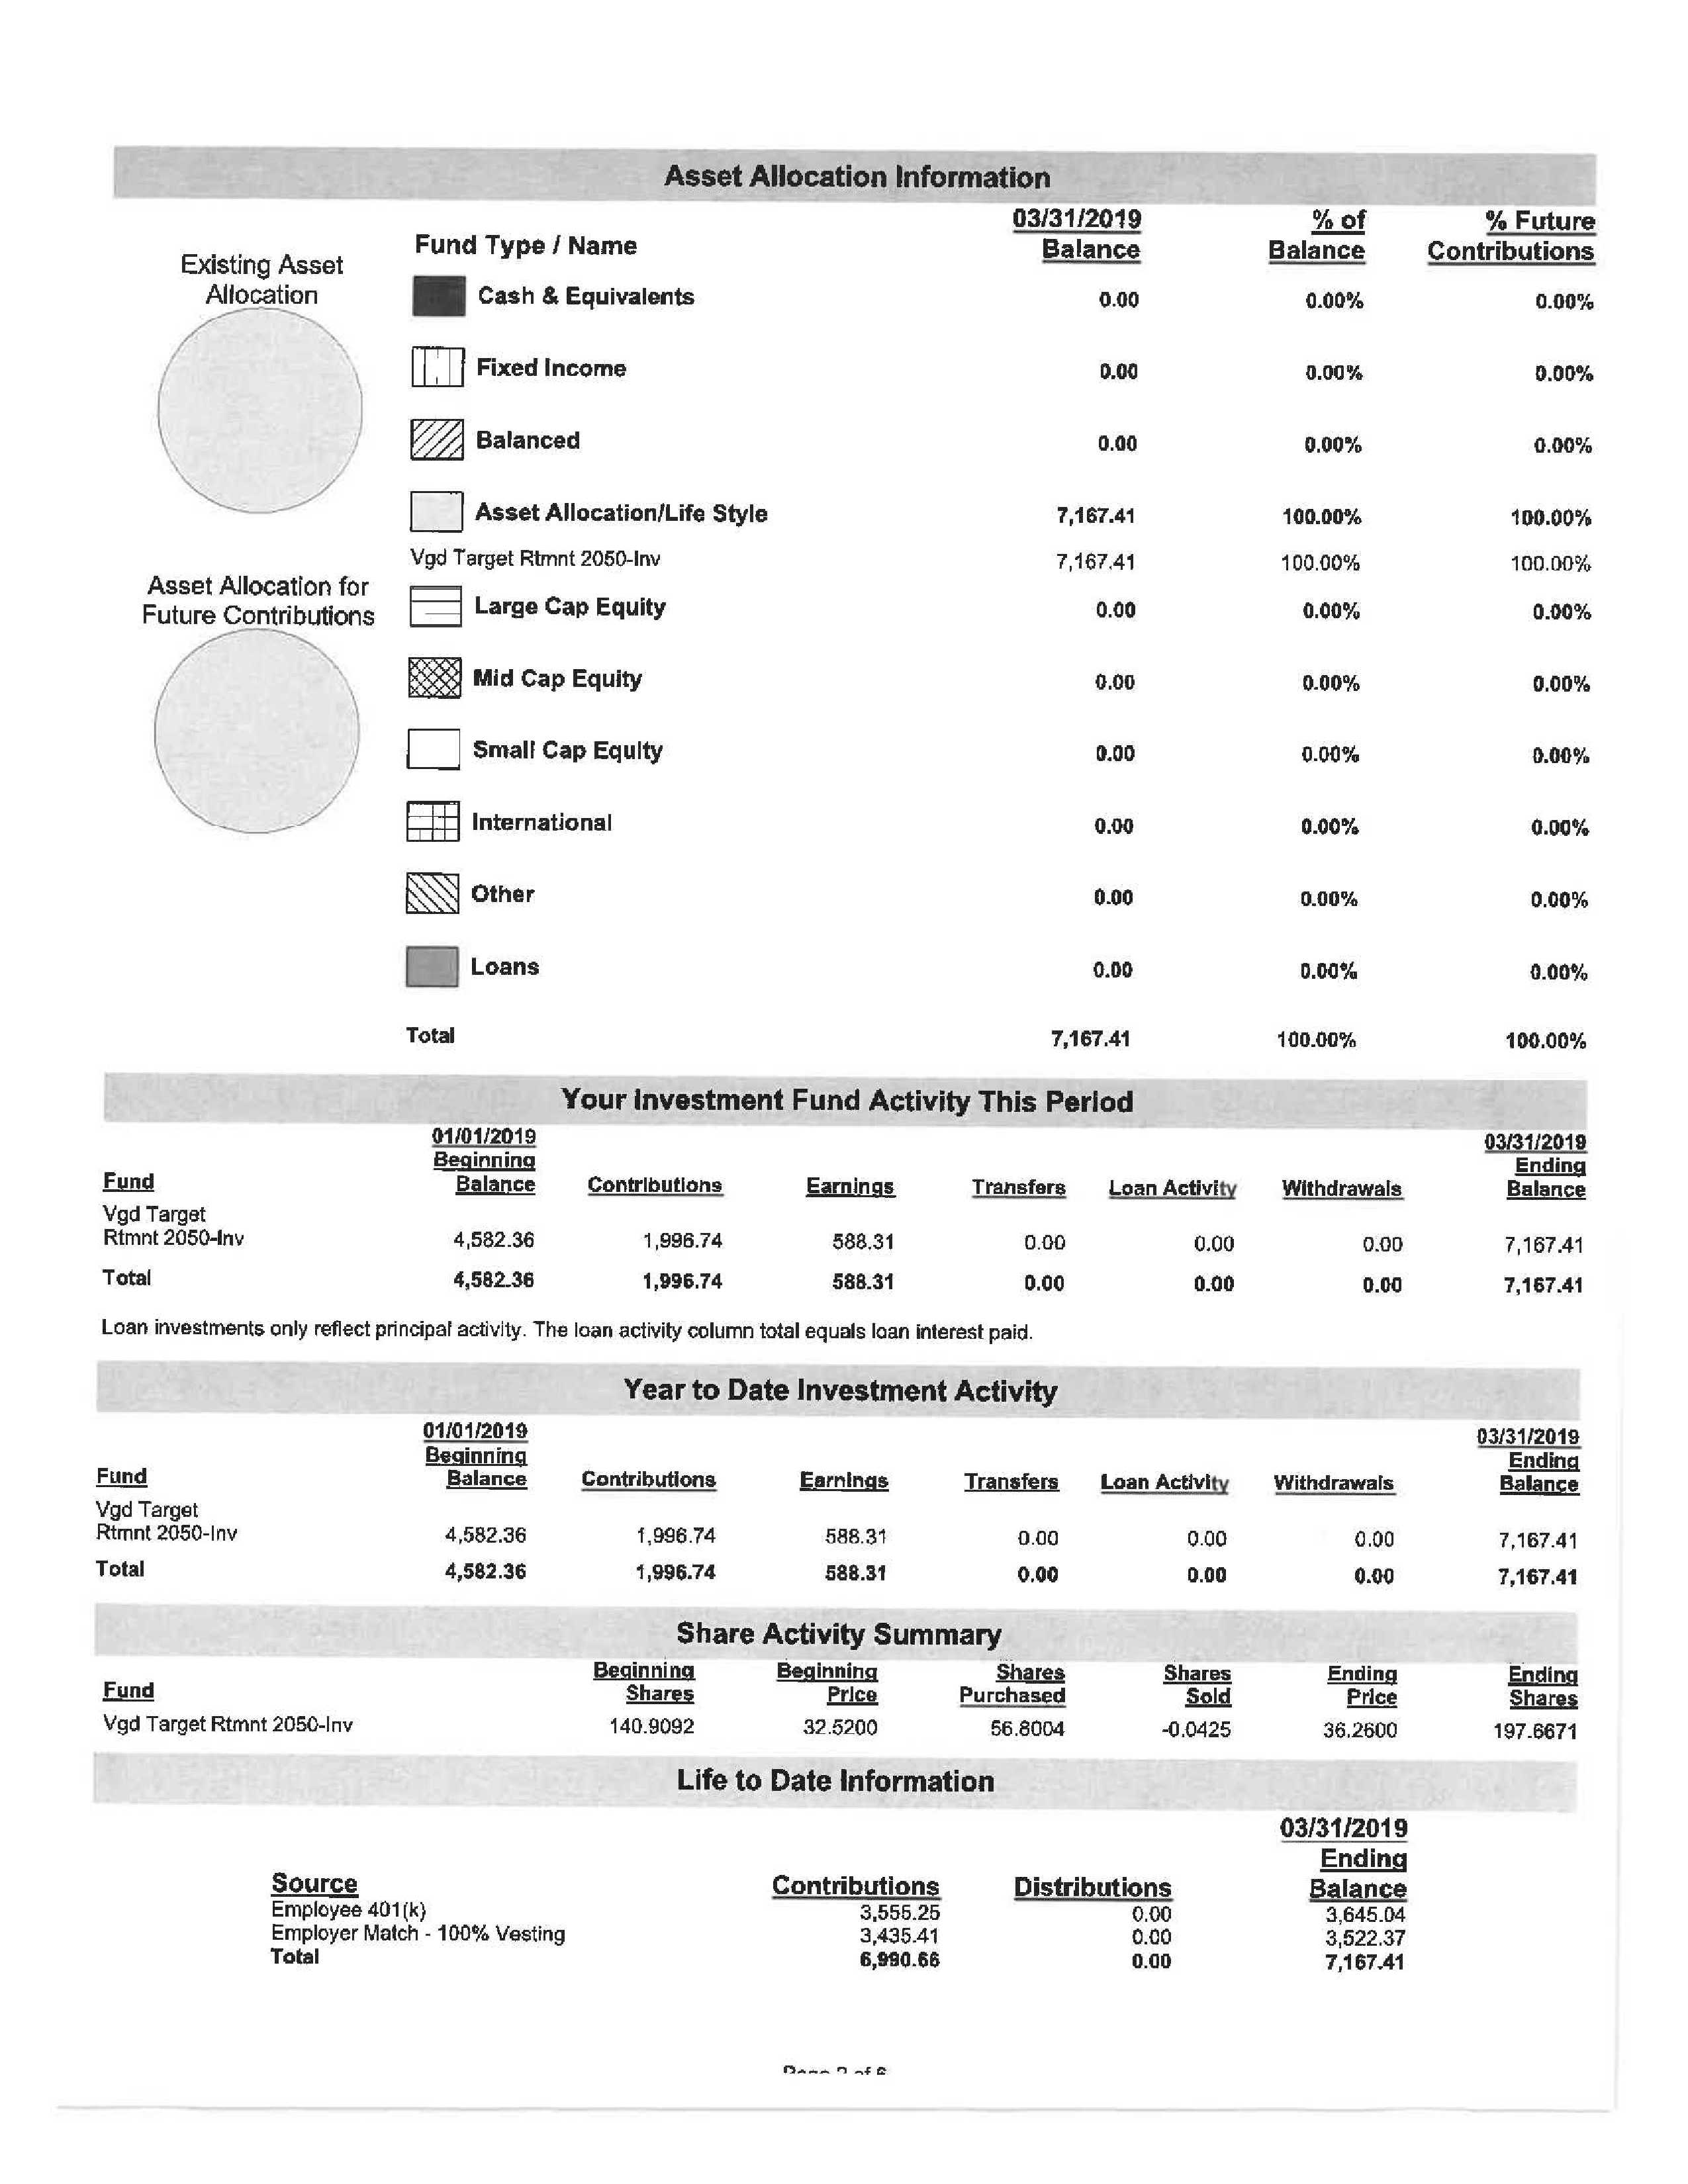 Asset Allocation Information
03/31/2019 % of % Future
Fund Type / Name Balance Balance Contributions
Existing Asset
Allocation
Cash & Equivalents 0.00 0.00% 0.00%
Fixed Income 0.00 0.00% 0.00%
Balanced 0.00 0.00% 0.00%
Asset Allocation/Life Style 7,167.41 100.00% 100.00%
Vgd Target Rtmnt 2050-Inv 7,167.41 100.00% 100.00%
Asset Allocation for
Future Contributions
Large Cap Equity 0.00 0.00% 0.00%
Mid Cap Equity 0.00 0.00% 0.00%
Small Cap Equity 0.00 0.00% 0.00%
International 0.00 0.00% 0.00%
Other 0.00 0.00% 0.00%
Loans 0.00 0.00% 0.00%
Total 7,167.41 100.00% 100.00%
Your Investment Fund Activity This Period
01/01/2019 03/31/2019
Beginning Ending
Fund Balance Contributions Earnings Transfers Loan Activity Withdrawals Balance
Vgd Target
Rtmnt 2050-Inv 4,582.36 1,996.74 588.31 0.00 0.00 0.00 7,167.41
Total 4,582.36 1,996.74 588.31 0.00 0.00 0.00 7,167.41
Loan investments only reflect principal activity. The loan activity column total equals loan interest paid.
Year to Date Investment Activity
01/01/2019 03/31/2019
Beginning Ending
Fund Balance Contributions Earnings Transfers Loan Activity Withdrawals Balance
Vgd Target
Rtmnt 2050-Inv 4,582.36 1,996.74 588.31 0.00 0.00 0.00 7,167.41
Total 4,582.36 1,996.74 588.31 0.00 0.00 0.00 7,167.41
Share Activity Summary
Beginning Beginning Shares Shares Ending Ending
Fund Shares Price Purchased Sold Price Shares
Vgd Target Rtmnt 2050-Inv 140.9092 32.5200 56.8004 -0.0425 36.2600 197.6671
Life to Date Information
03/31/2019
Ending
Source Contributions Distributions Balance
Employee 401(k) 3,555.25 0.00 3,645.04
Employer Match - 100% Vesting 3,435.41 0.00 3,522.37
Total 6,990.66 0.00 7,167.41